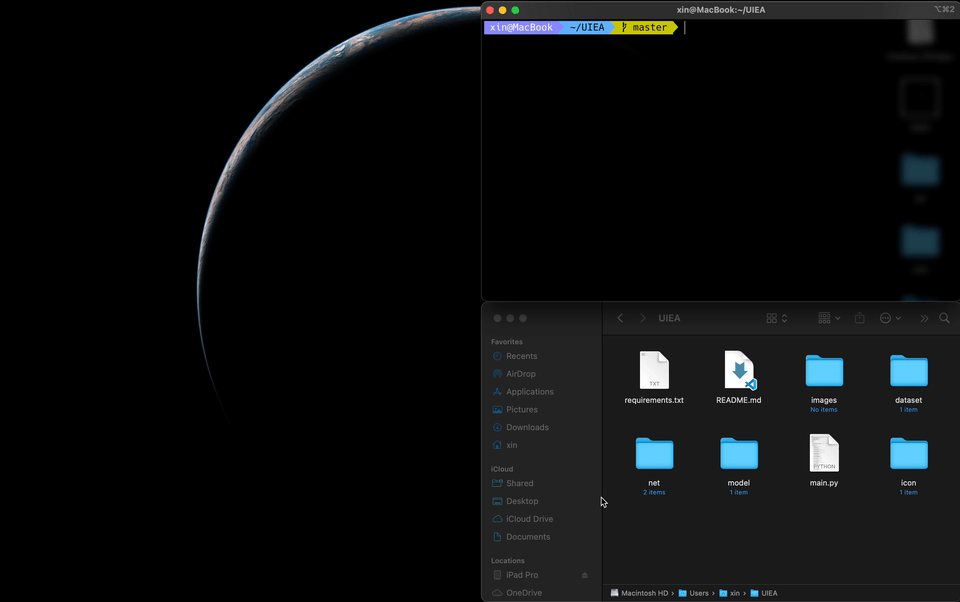 xin@MacBook:~/UIEA
⌥⌘2
xin@MacBook ~/UIEA master
UIEA
Favorites
Recents
AirDrop
Applications
Pictures
Downloads
xin
iCloud
Shared
Desktop
iCloud Drive
Documents
Locations
iPad Pro
OneDrive
TXT
requirements.txt
README.md
images
No items
dataset
1 item
net
2 items
model
1 item
PYTHON
main.py
icon
1 item
Macintosh HD › Users › xin › UIEA